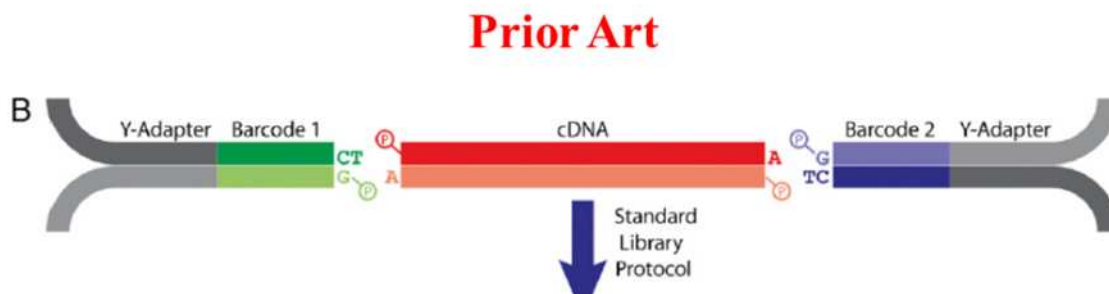 Prior Art
B
Y-Adapter Barcode 1 cDNA Barcode 2 Y-Adapter
P P
CT A G
G A TC
P P
Standard
Library
Protocol